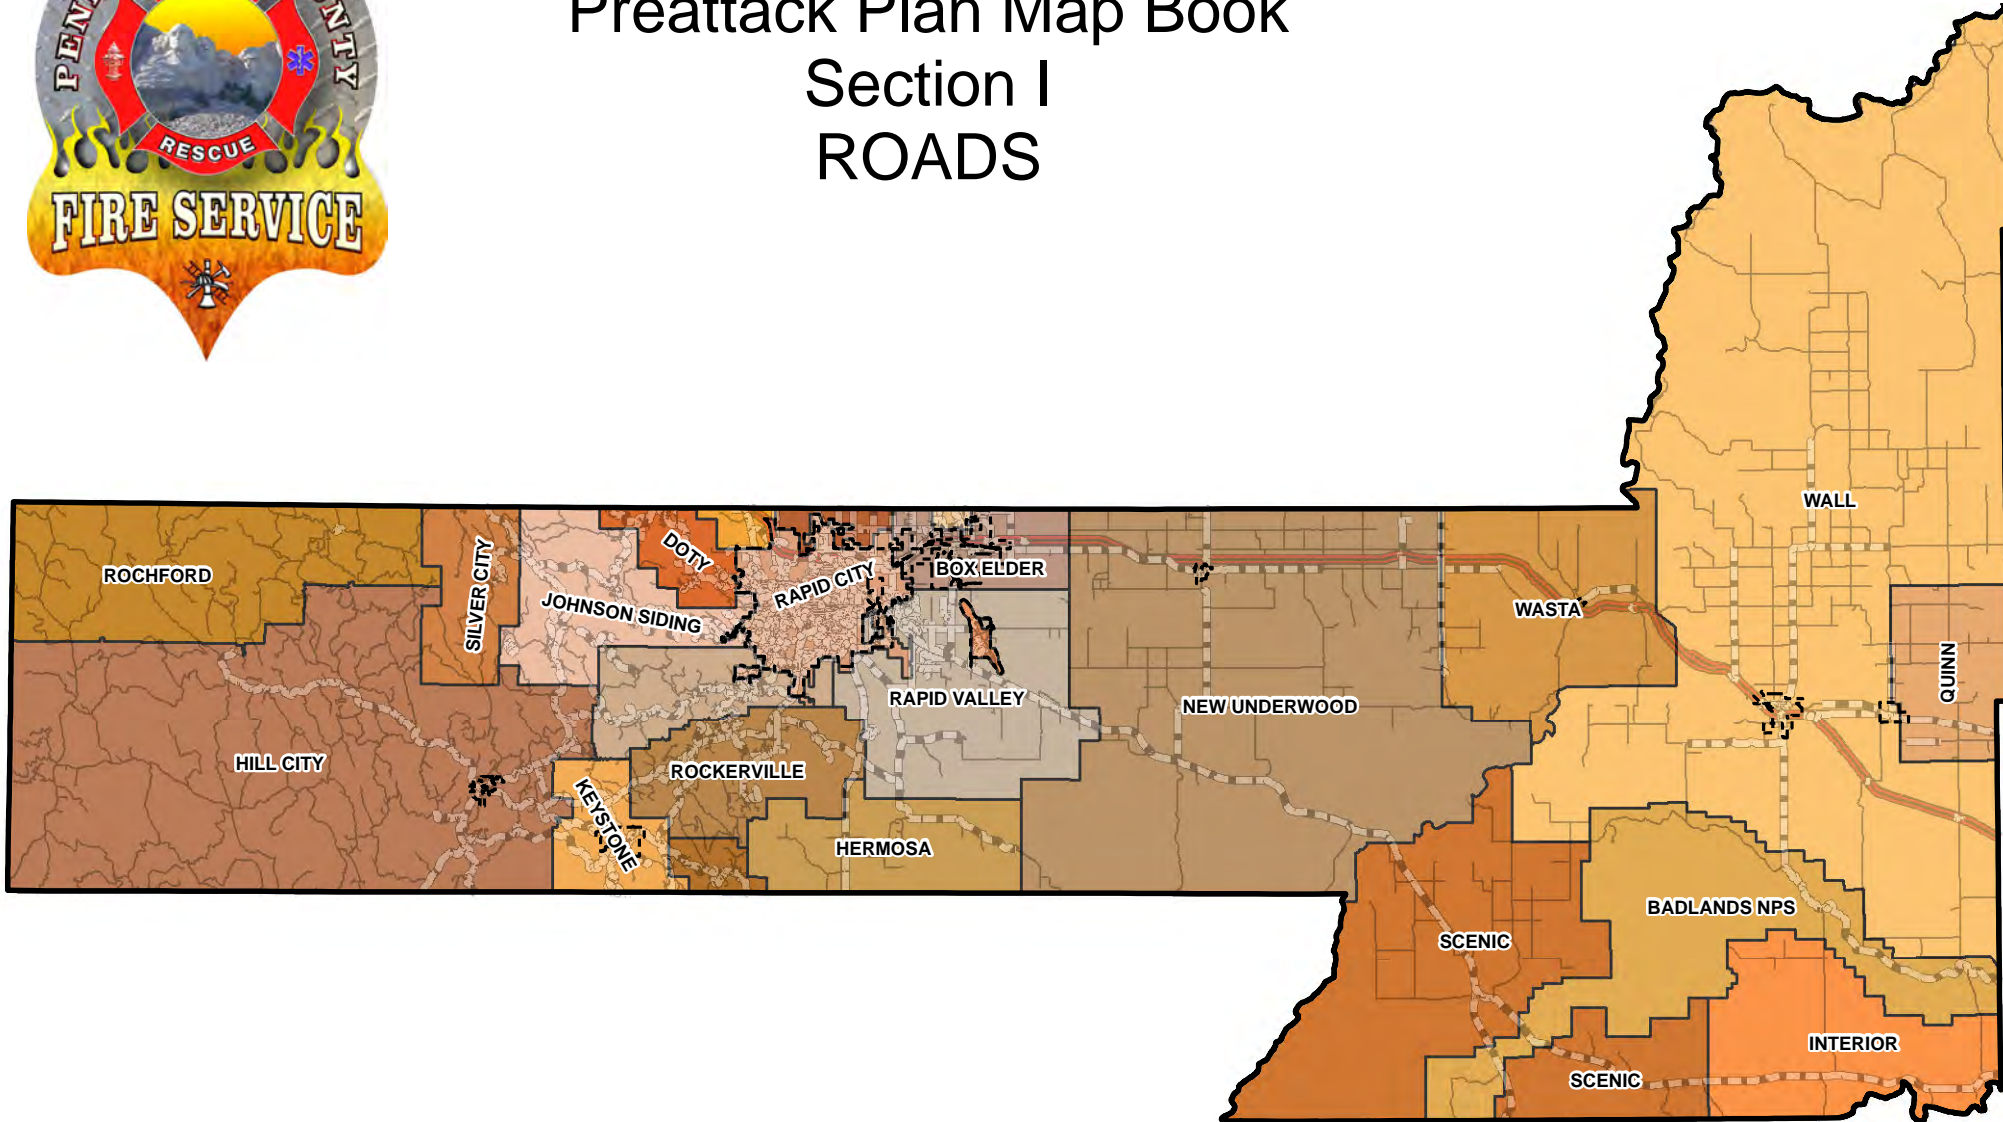 Preattack Plan Map Book
Section I
ROADS
RESCUE
FIRE SERVICE
WALL
ROCHFORD
SILVER CITY
JOHNSON SIDING
DOTY
RAPID CITY
BOX ELDER
WASTA
QUINN
RAPID VALLEY
NEW UNDERWOOD
HILL CITY
ROCKERVILLE
KEYSTONE
HERMOSA
BADLANDS NPS
SCENIC
INTERIOR
SCENIC